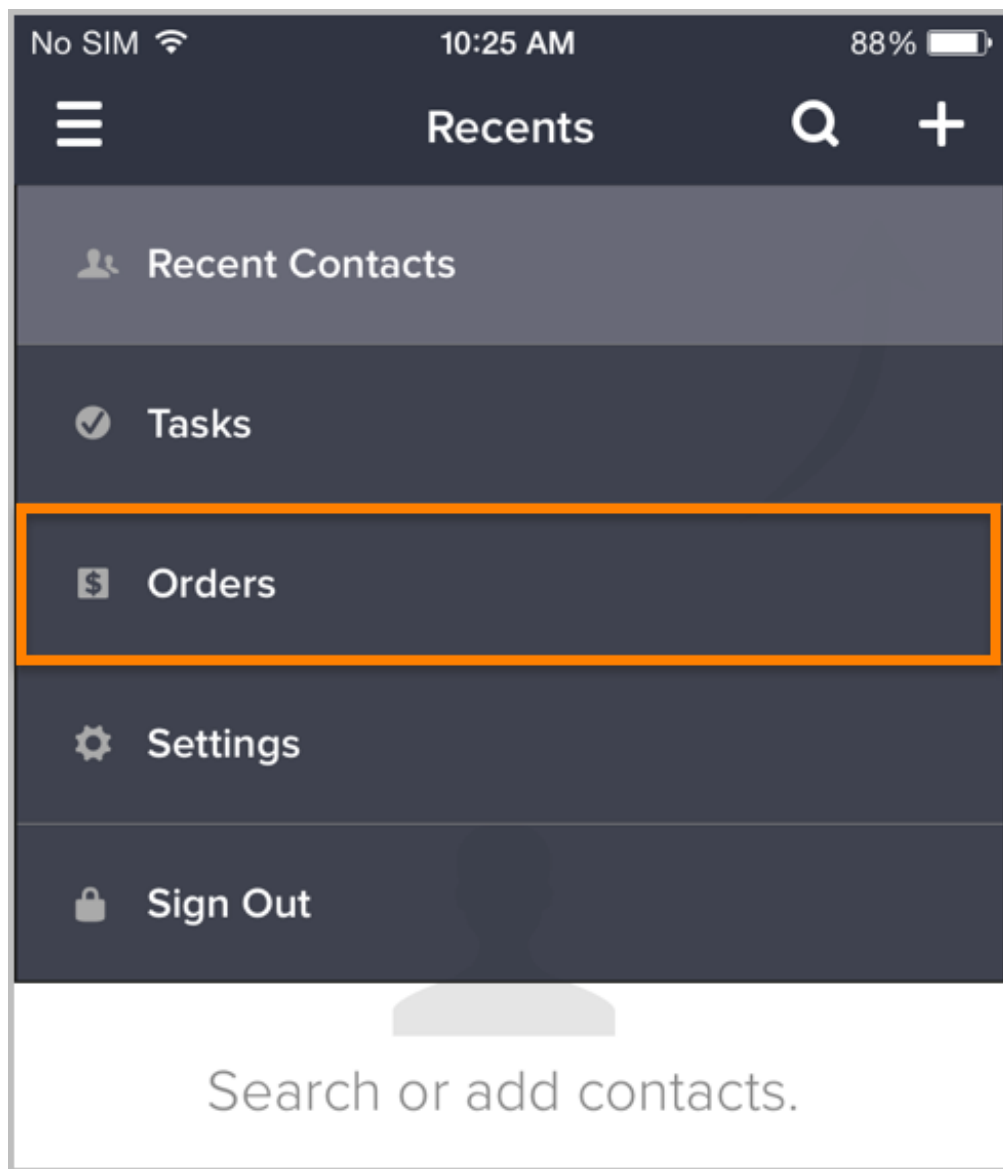 No SIM 10:25 AM 88%
Recents
Recent Contacts
Tasks
$ Orders
Settings
Sign Out
Search or add contacts.